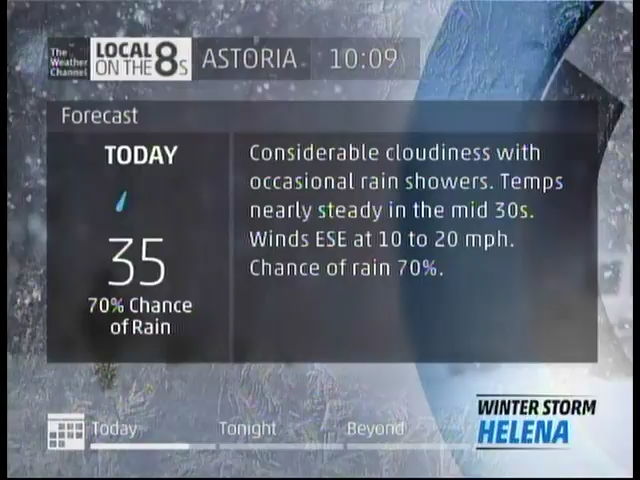 The
Weather
Channel
LOCAL
ON THE 8s
ASTORIA
10:09
Forecast
TODAY
35
70% Chance
of Rain
Considerable cloudiness with
occasional rain showers. Temps
nearly steady in the mid 30s.
Winds ESE at 10 to 20 mph.
Chance of rain 70%.
Today
Tonight
Beyond
WINTER STORM
HELENA